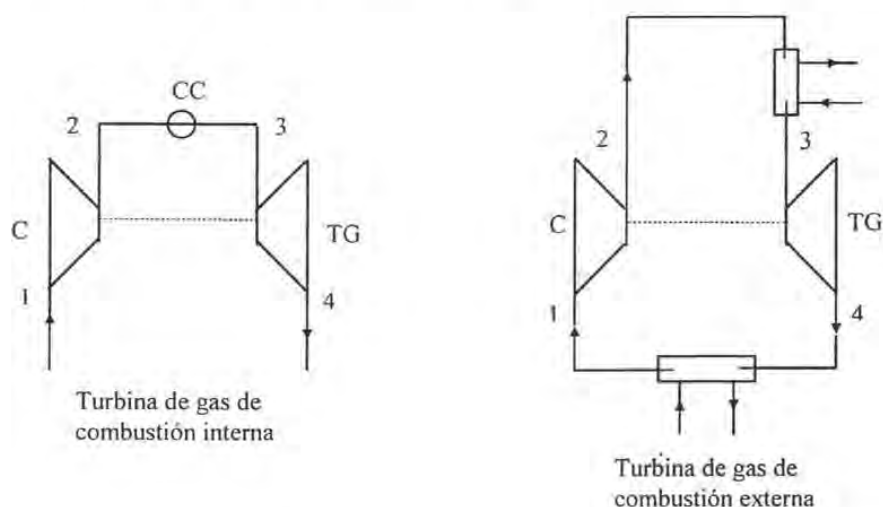 CC
2
3
C
TG
1
4
Turbina de gas de
combustión interna
2
3
C
TG
1
4
Turbina de gas de
combustión externa